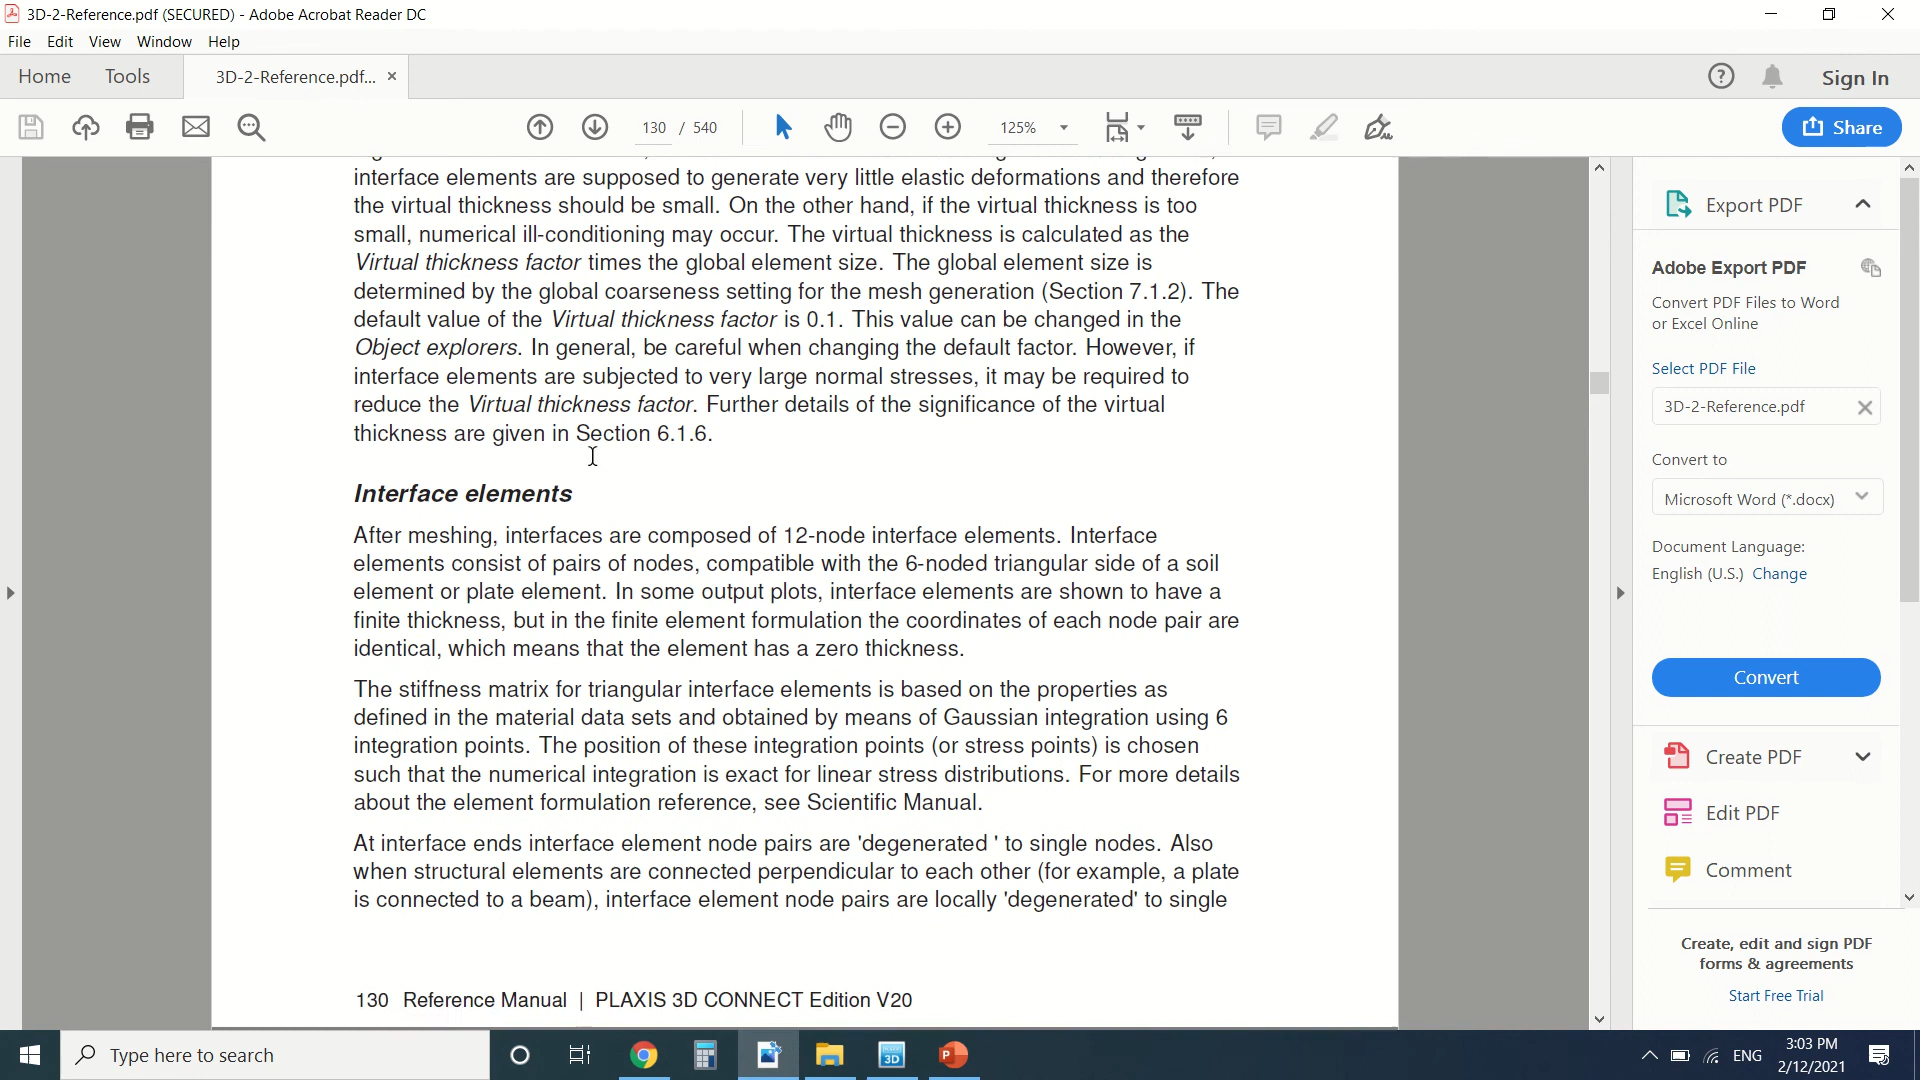 3D-2-Reference.pdf (SECURED) - Adobe Acrobat Reader DC
File Edit View Window Help
Home Tools 3D-2-Reference.pdf... × Sign In
130 / 540 125% Share
interface elements are supposed to generate very little elastic deformations and therefore
the virtual thickness should be small. On the other hand, if the virtual thickness is too
small, numerical ill-conditioning may occur. The virtual thickness is calculated as the
Virtual thickness factor times the global element size. The global element size is
determined by the global coarseness setting for the mesh generation (Section 7.1.2). The
default value of the Virtual thickness factor is 0.1. This value can be changed in the
Object explorers. In general, be careful when changing the default factor. However, if
interface elements are subjected to very large normal stresses, it may be required to
reduce the Virtual thickness factor. Further details of the significance of the virtual
thickness are given in Section 6.1.6.
Interface elements
After meshing, interfaces are composed of 12-node interface elements. Interface
elements consist of pairs of nodes, compatible with the 6-noded triangular side of a soil
element or plate element. In some output plots, interface elements are shown to have a
finite thickness, but in the finite element formulation the coordinates of each node pair are
identical, which means that the element has a zero thickness.
The stiffness matrix for triangular interface elements is based on the properties as
defined in the material data sets and obtained by means of Gaussian integration using 6
integration points. The position of these integration points (or stress points) is chosen
such that the numerical integration is exact for linear stress distributions. For more details
about the element formulation reference, see Scientific Manual.
At interface ends interface element node pairs are 'degenerated ' to single nodes. Also
when structural elements are connected perpendicular to each other (for example, a plate
is connected to a beam), interface element node pairs are locally 'degenerated' to single
130 Reference Manual | PLAXIS 3D CONNECT Edition V20
Export PDF
Adobe Export PDF
Convert PDF Files to Word
or Excel Online
Select PDF File
3D-2-Reference.pdf
Convert to
Microsoft Word (*.docx)
Document Language:
English (U.S.) Change
Convert
Create PDF
Edit PDF
Comment
Create, edit and sign PDF
forms & agreements
Start Free Trial
Type here to search
3D
P
ENG
3:03 PM
2/12/2021